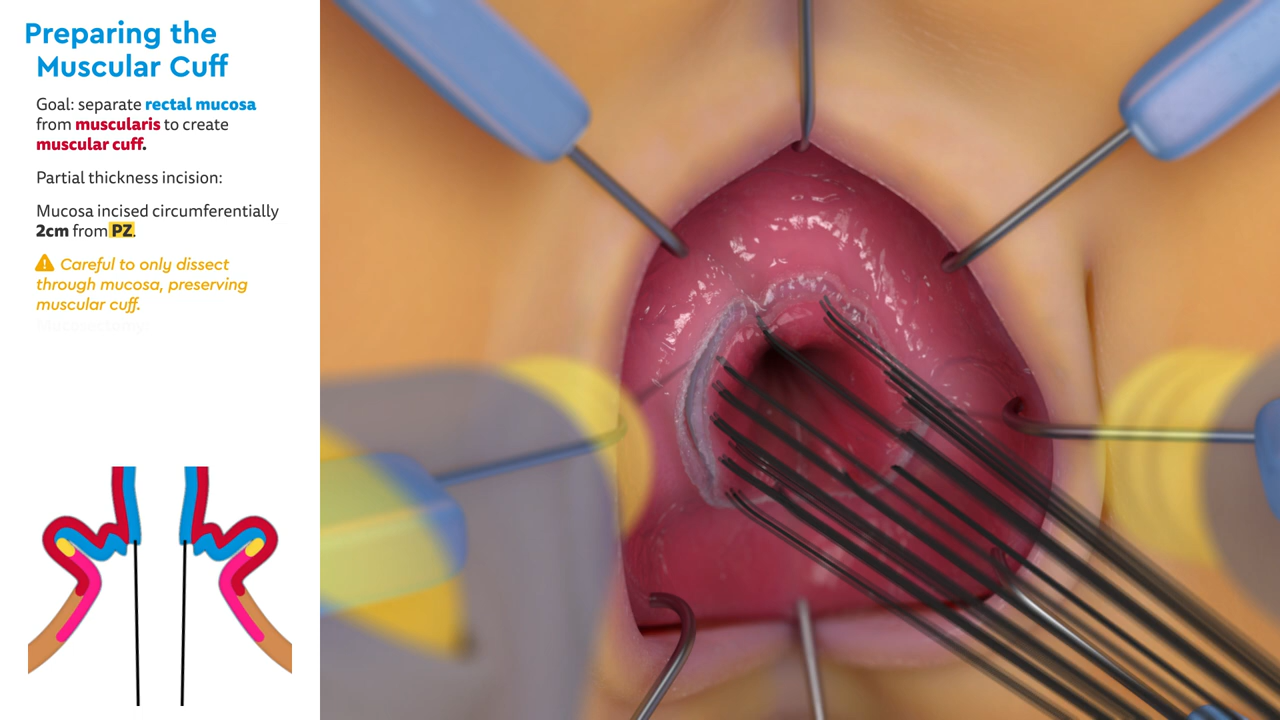 Preparing the
Muscular Cuff
Goal: separate rectal mucosa
from muscularis to create
muscular cuff.
Partial thickness incision:
Mucosa incised circumferentially
2cm from PZ.
Careful to only dissect
through mucosa, preserving
muscular cuff.